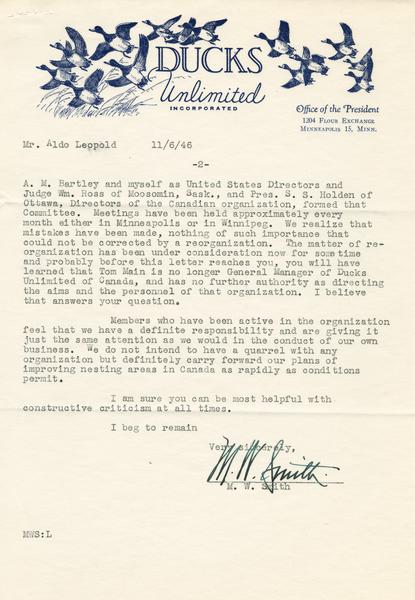 DUCKS
Unlimited
INCORPORATED
Office of the President
1204 FLOUR EXCHANGE
MINNEAPOLIS 15, MINN.
Mr. Aldo Leopold 11/6/46
-2-
A. M. Bartley and myself as United States Directors and
Judge Wm. Ross of Moosomin, Sask., and Pres. S. S. Holden of
Ottawa, Directors of the Canadian organization, formed that
Committee. Meetings have been held approximately every
month either in Minneapolis or in Winnipeg. We realize that
mistakes have been made, nothing of such importance that
could not be corrected by a reorganization. The matter of re-
organization has been under consideration now for some time
and probably before this letter reaches you, you will have
learned that Tom Main is no longer General Manager of Ducks
Unlimited of Canada, and has no further authority as directing
the aims and the personnel of that organization. I believe
that answers your question.
Members who have been active in the organization
feel that we have a definite responsibility and are giving it
just the same attention as we would in the conduct of our own
business. We do not intend to have a quarrel with any
organization but definitely carry forward our plans of
improving nesting areas in Canada as rapidly as conditions
permit.
I am sure you can be most helpful with
constructive criticism at all times.
I beg to remain
Very sincerely,
M. W. Smith
M. W. Smith
MWS:L